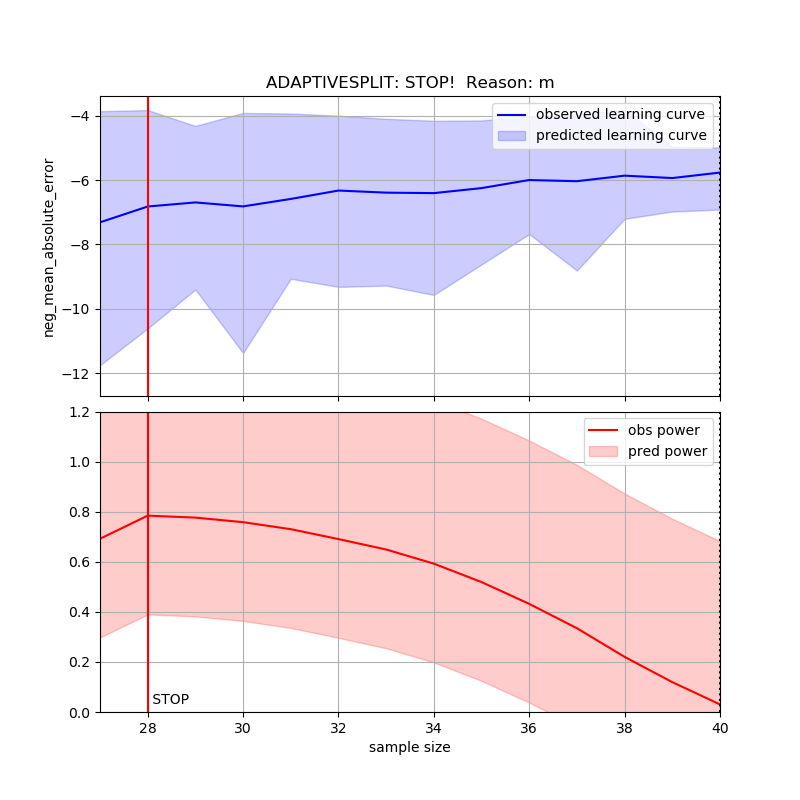 ADAPTIVESPLIT: STOP!  Reason: m
neg_mean_absolute_error
−4
−6
−8
−10
−12
observed learning curve
predicted learning curve
1.2
1.0
0.8
0.6
0.4
0.2
0.0
obs power
pred power
STOP
28
30
32
34
36
38
40
sample size